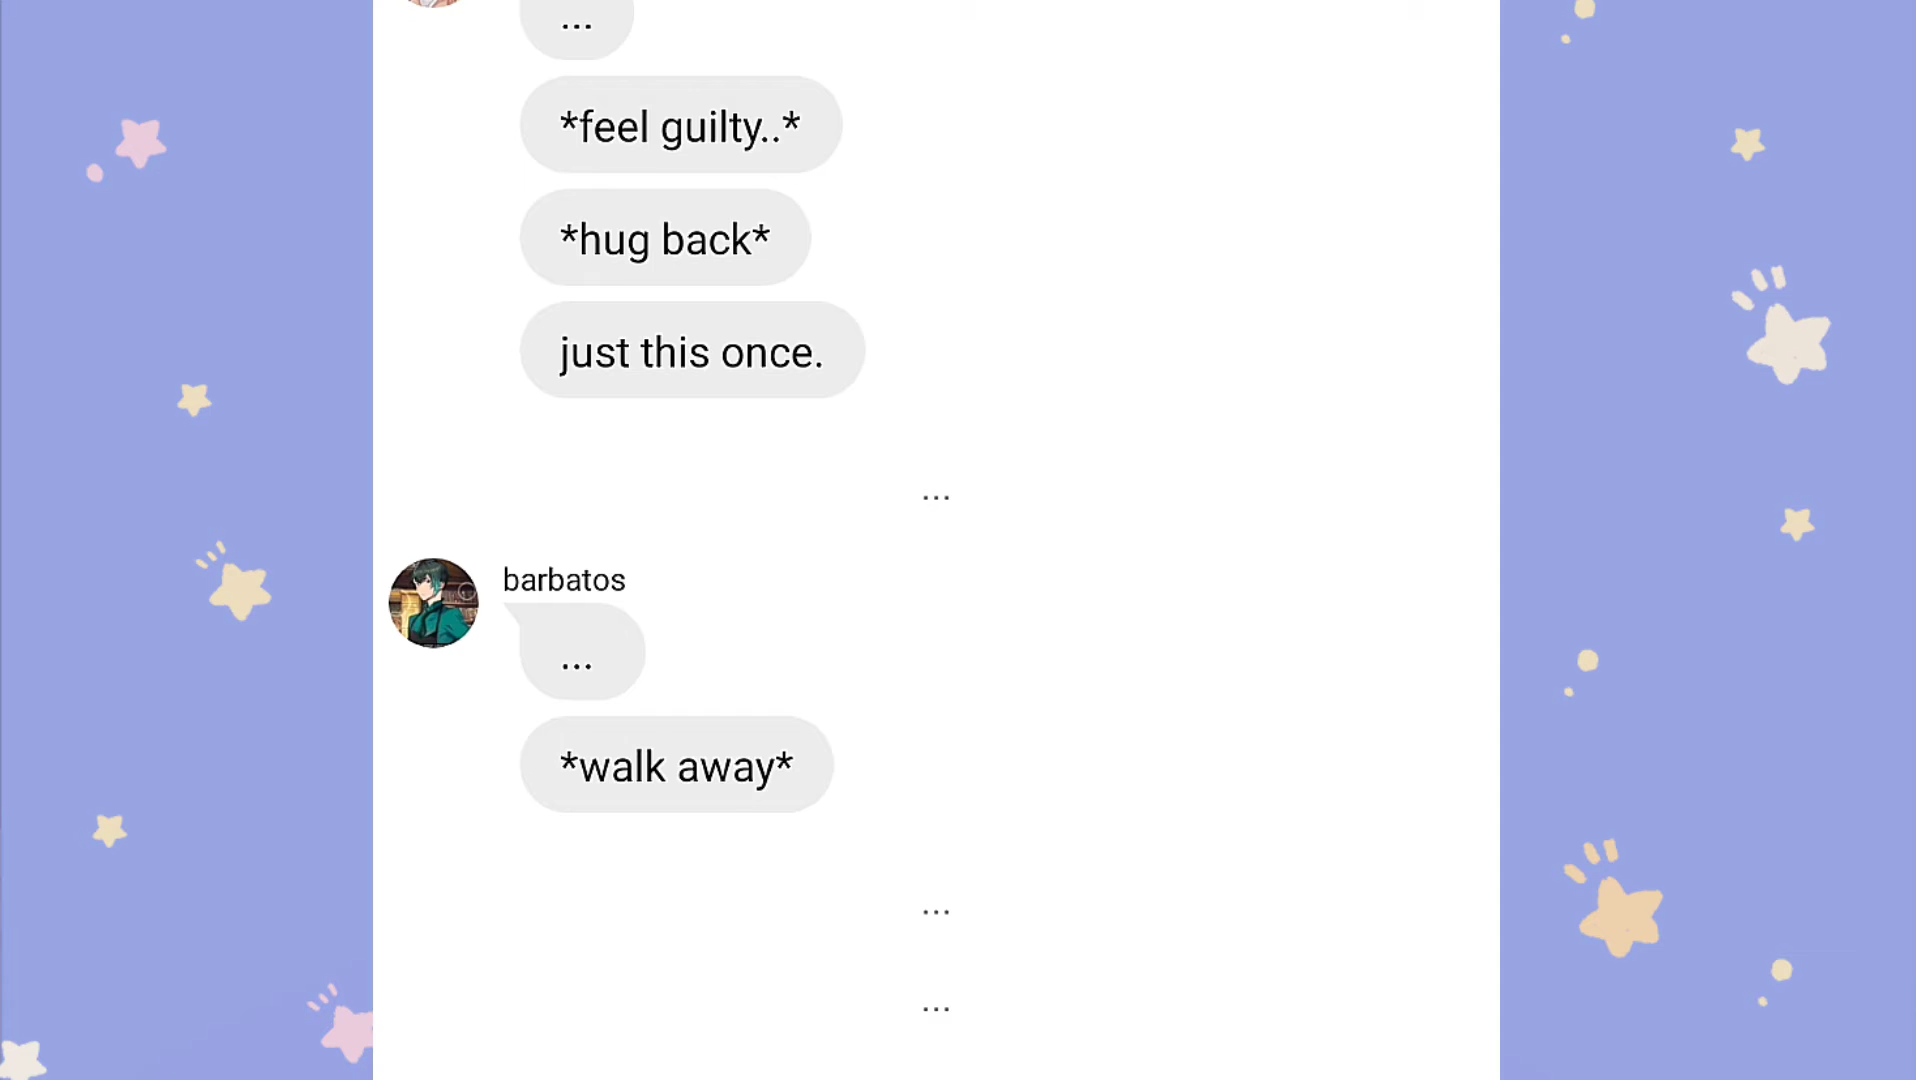 ...
*feel guilty..*
*hug back*
just this once.
...
barbatos
...
*walk away*
...
...